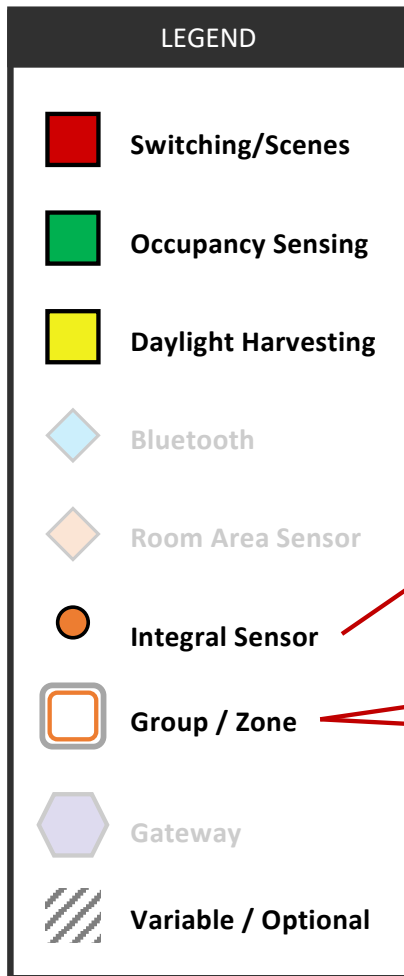 LEGEND
Switching/Scenes
Occupancy Sensing
Daylight Harvesting
Bluetooth
Room Area Sensor
Integral Sensor
Group / Zone
Gateway
Variable / Optional